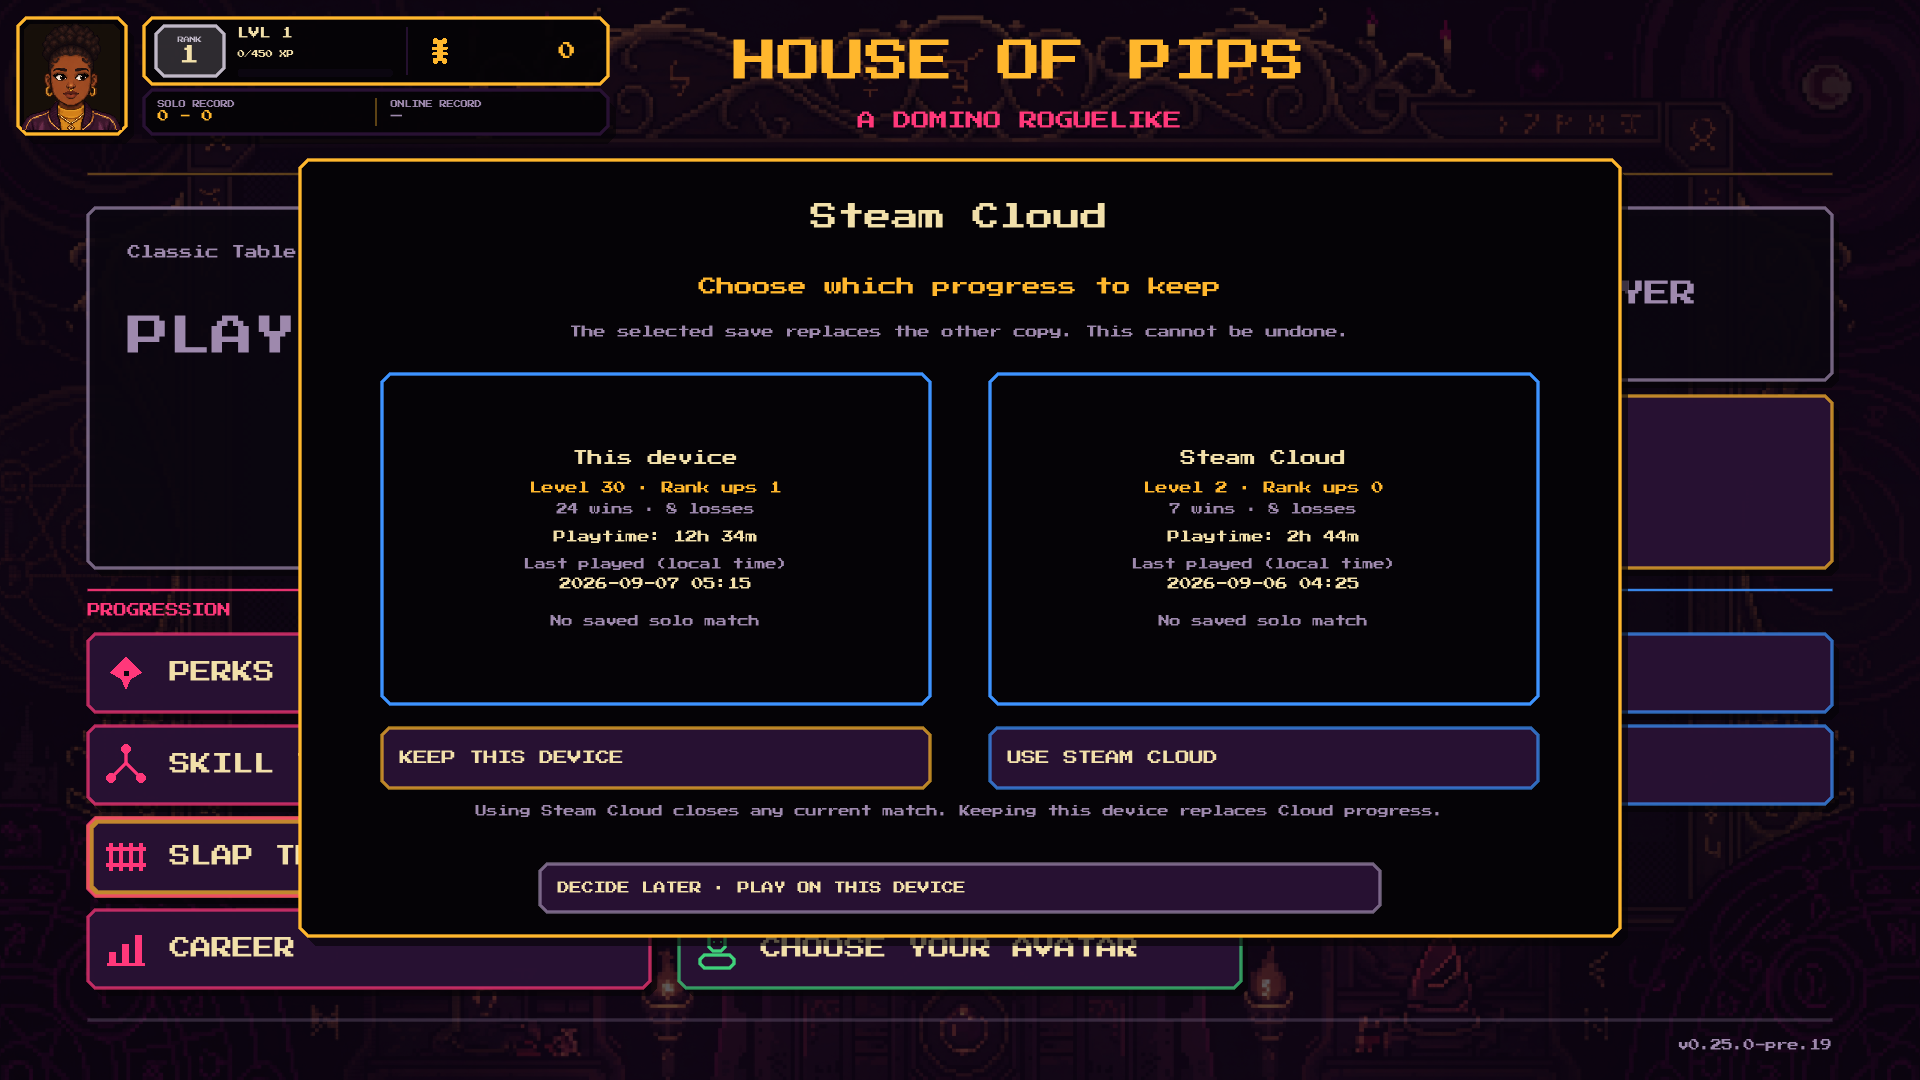 RANK
1
LVL 1
0/450 XP
0
SOLO RECORD
0 - 0
ONLINE RECORD
—
HOUSE OF PIPS
A DOMINO ROGUELIKE
Classic Table
PLAY
Steam Cloud
Choose which progress to keep
The selected save replaces the other copy. This cannot be undone.
This device
Level 30 · Rank ups 1
24 wins · 8 losses
Playtime: 12h 34m
Last played (local time)
2026-09-07 05:15
No saved solo match
Steam Cloud
Level 2 · Rank ups 0
7 wins · 8 losses
Playtime: 2h 44m
Last played (local time)
2026-09-06 04:25
No saved solo match
KEEP THIS DEVICE
USE STEAM CLOUD
Using Steam Cloud closes any current match. Keeping this device replaces Cloud progress.
DECIDE LATER · PLAY ON THIS DEVICE
YER
PROGRESSION
PERKS
SKILL
SLAP
CAREER
CHOOSE YOUR AVATAR
v0.25.0-pre.19